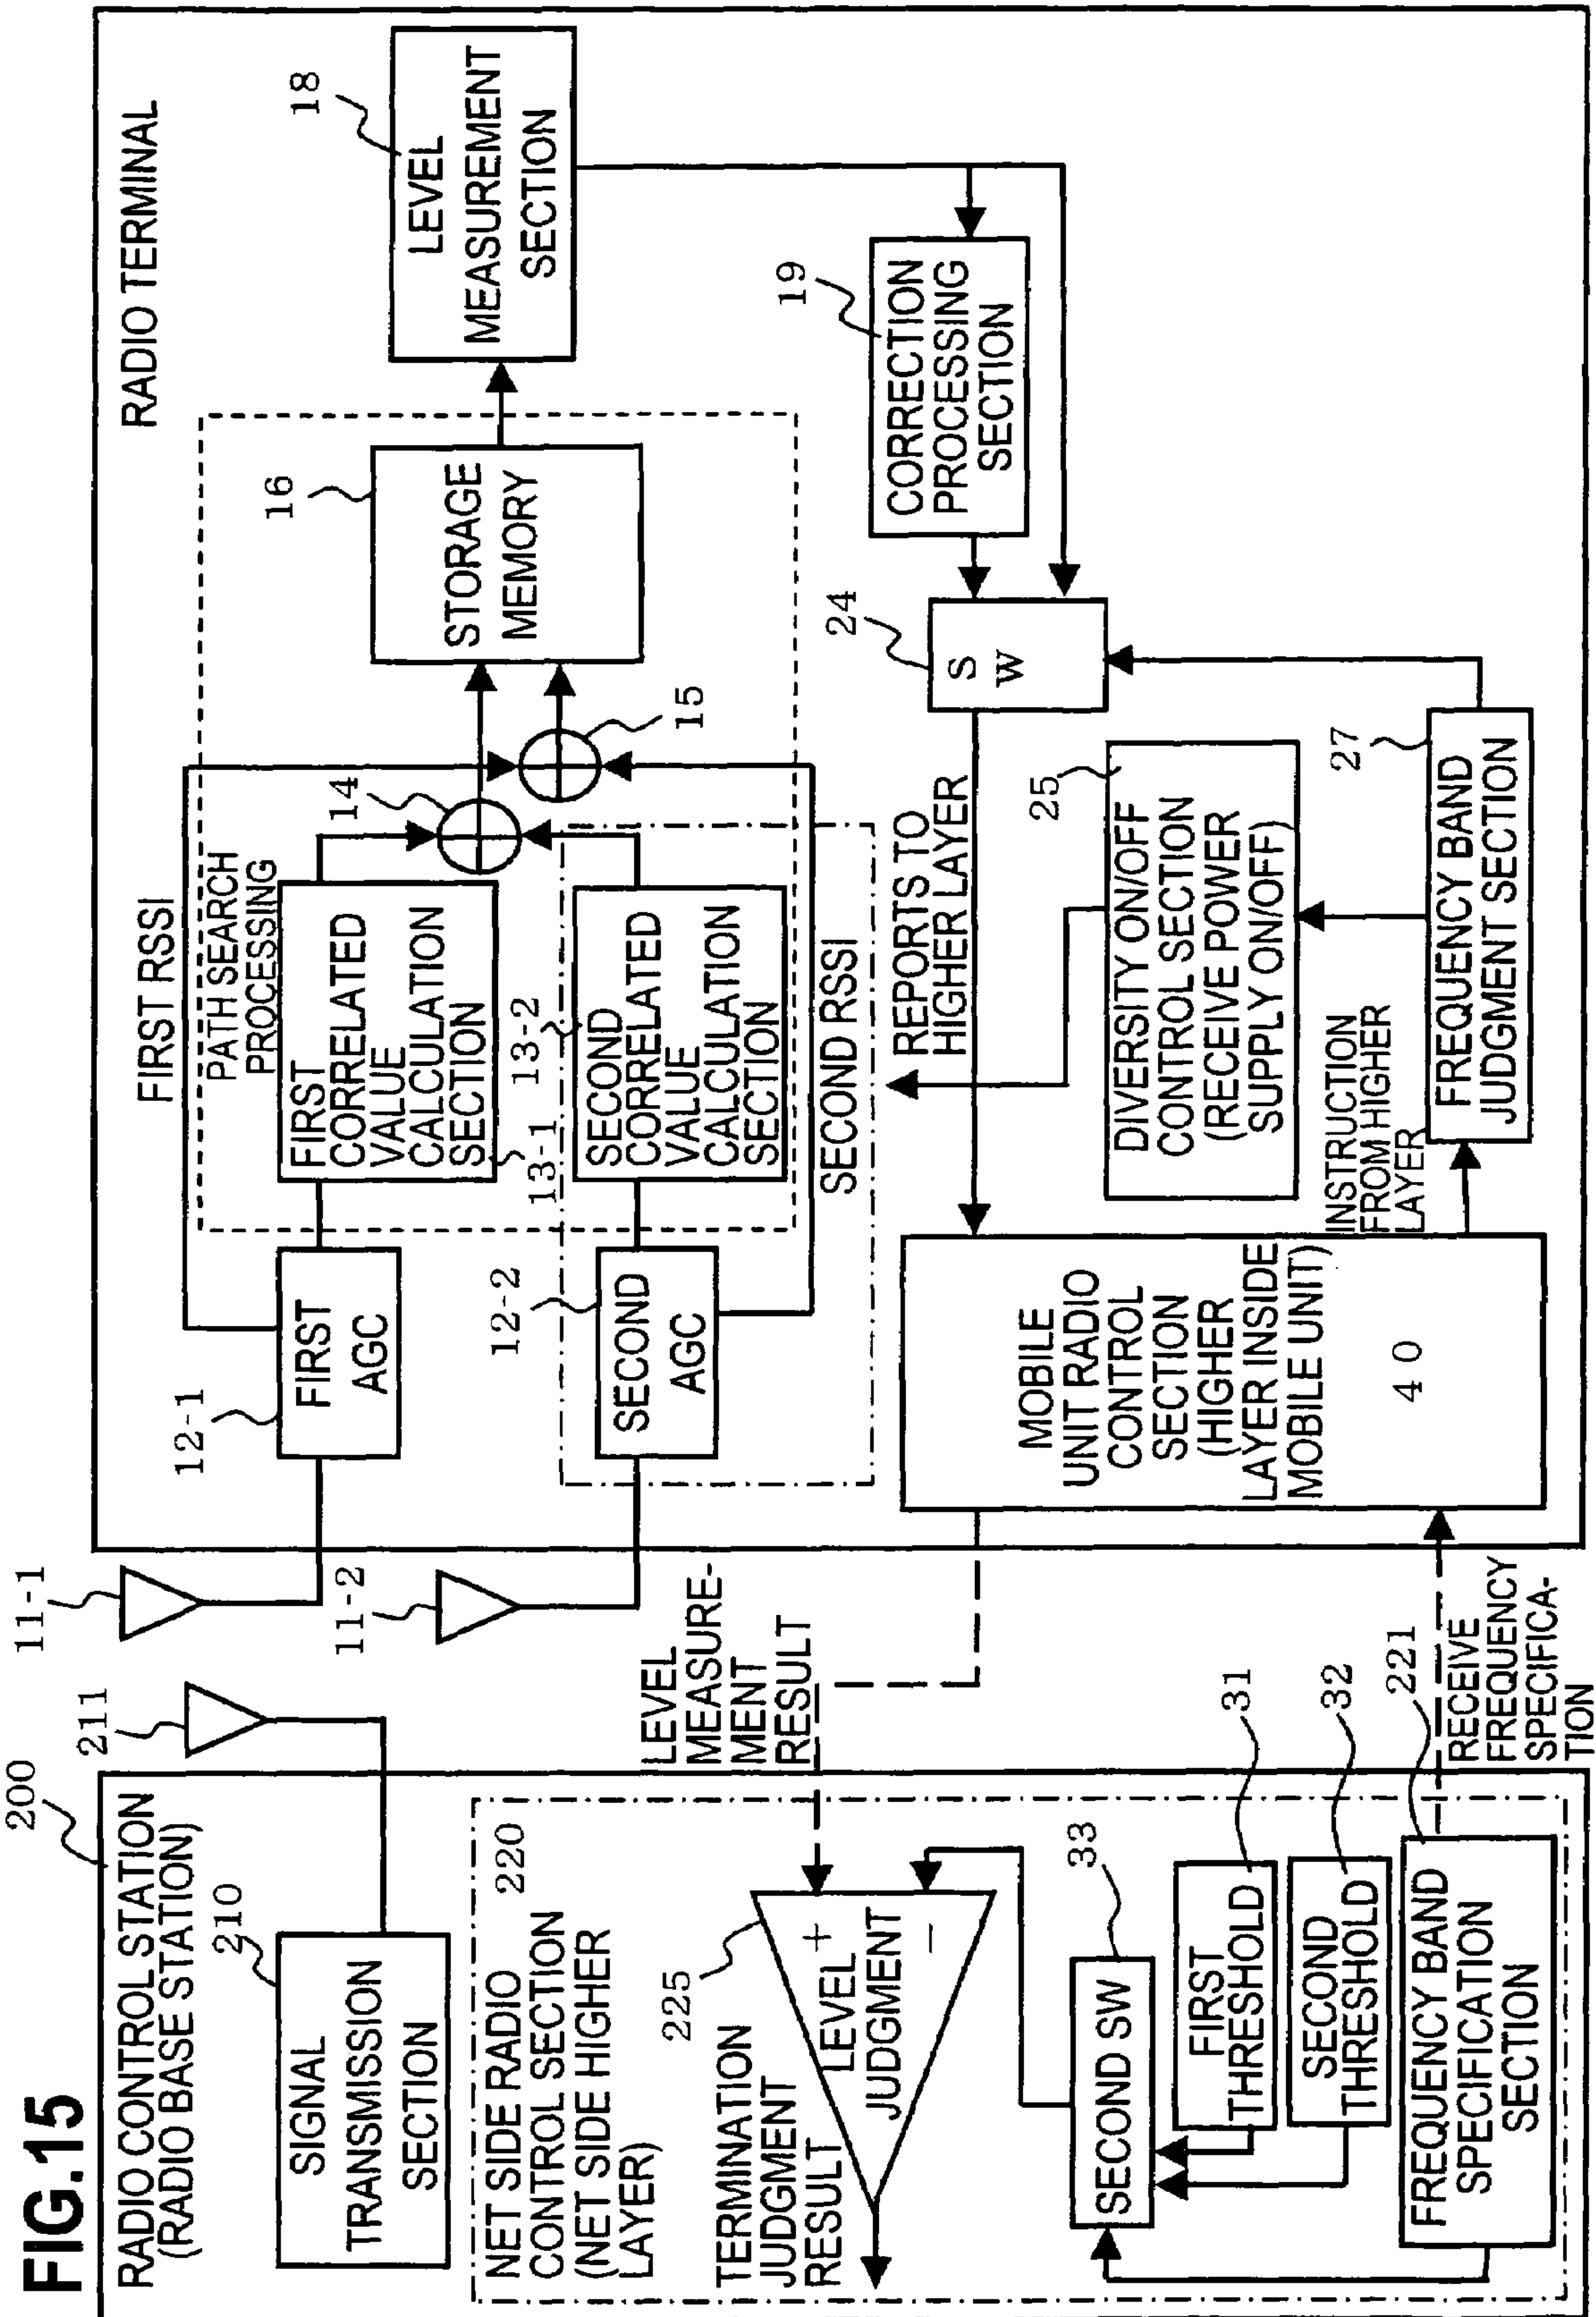 FIG.15
200
RADIO CONTROL STATION
(RADIO BASE STATION)
210
SIGNAL
TRANSMISSION
SECTION
211
220
NET SIDE RADIO
CONTROL SECTION
(NET SIDE HIGHER
LAYER)
225
TERMINATION
JUDGMENT
RESULT
LEVEL
JUDGMENT
+
−
33
SECOND SW
31
FIRST
THRESHOLD
32
SECOND
THRESHOLD
221
FREQUENCY BAND
SPECIFICATION
SECTION
LEVEL
MEASURE-
MENT
RESULT
RECEIVE
FREQUENCY
SPECIFICA-
TION
11-1
11-2
RADIO TERMINAL
12-1
FIRST
AGC
12-2
SECOND
AGC
FIRST RSSI
PATH SEARCH
PROCESSING
FIRST
CORRELATED
VALUE
CALCULATION
SECTION
13-1
13-2
SECOND
CORRELATED
VALUE
CALCULATION
SECTION
SECOND RSSI
14
15
16
STORAGE
MEMORY
18
LEVEL
MEASUREMENT
SECTION
19
CORRECTION
PROCESSING
SECTION
24
S
W
REPORTS TO
HIGHER LAYER
25
DIVERSITY ON/OFF
CONTROL SECTION
(RECEIVE POWER
SUPPLY ON/OFF)
27
FREQUENCY BAND
JUDGMENT SECTION
INSTRUCTION
FROM HIGHER
LAYER
MOBILE
UNIT RADIO
CONTROL
SECTION
(HIGHER
LAYER INSIDE
MOBILE UNIT)
40